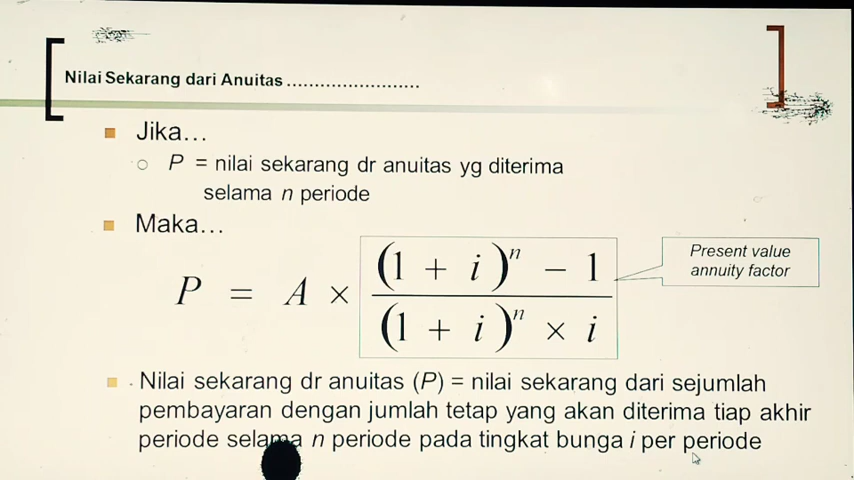 Nilai Sekarang dari Anuitas ........................
Jika...
P = nilai sekarang dr anuitas yg diterima
selama n periode
Maka...
P = A × ((1 + i)^n − 1) / ((1 + i)^n × i)
Present value
annuity factor
Nilai sekarang dr anuitas (P) = nilai sekarang dari sejumlah
pembayaran dengan jumlah tetap yang akan diterima tiap akhir
periode selama n periode pada tingkat bunga i per periode